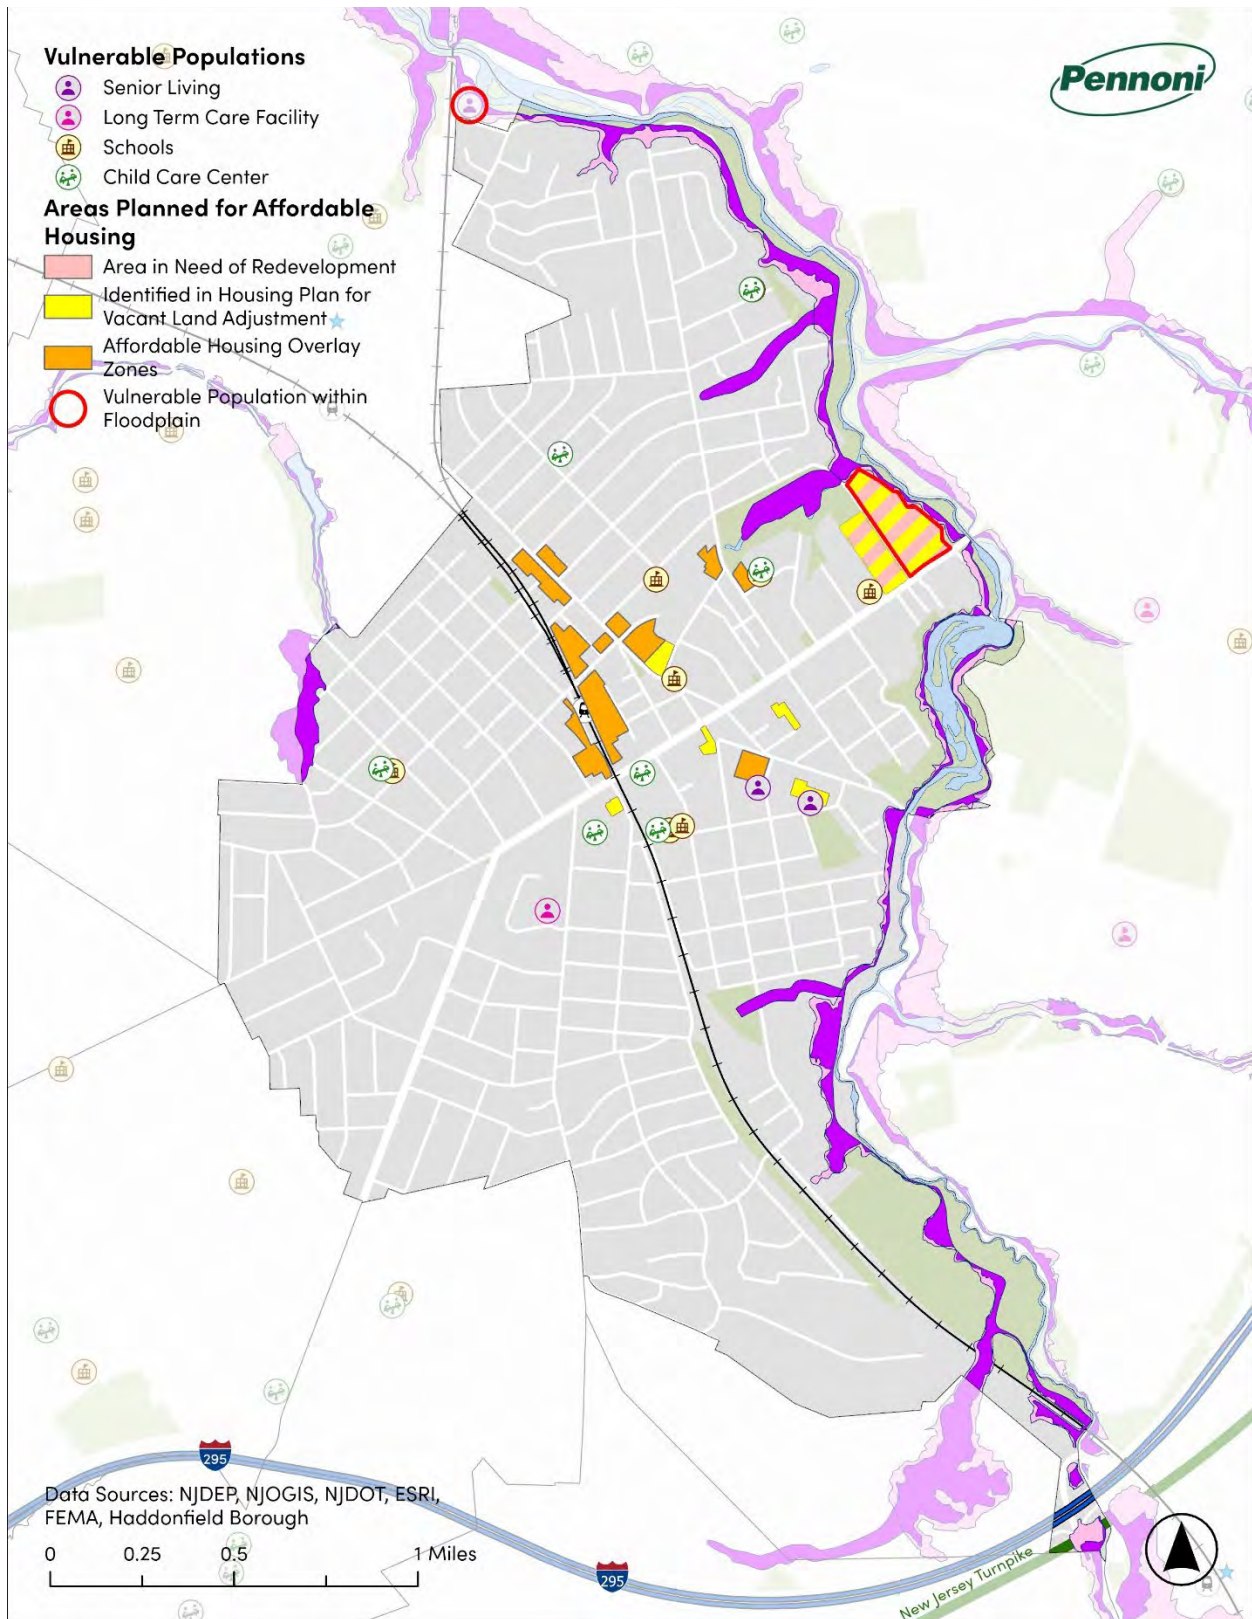 Vulnerable Populations
Senior Living
Long Term Care Facility
Schools
Child Care Center
Areas Planned for Affordable
Housing
Area in Need of Redevelopment
Identified in Housing Plan for
Vacant Land Adjustment
Affordable Housing Overlay
Zones
Vulnerable Population within
Floodplain
Pennoni
295
Data Sources: NJDEP, NJOGIS, NJDOT, ESRI,
FEMA, Haddonfield Borough
0 0.25 0.5 1 Miles
295
New Jersey Turnpike